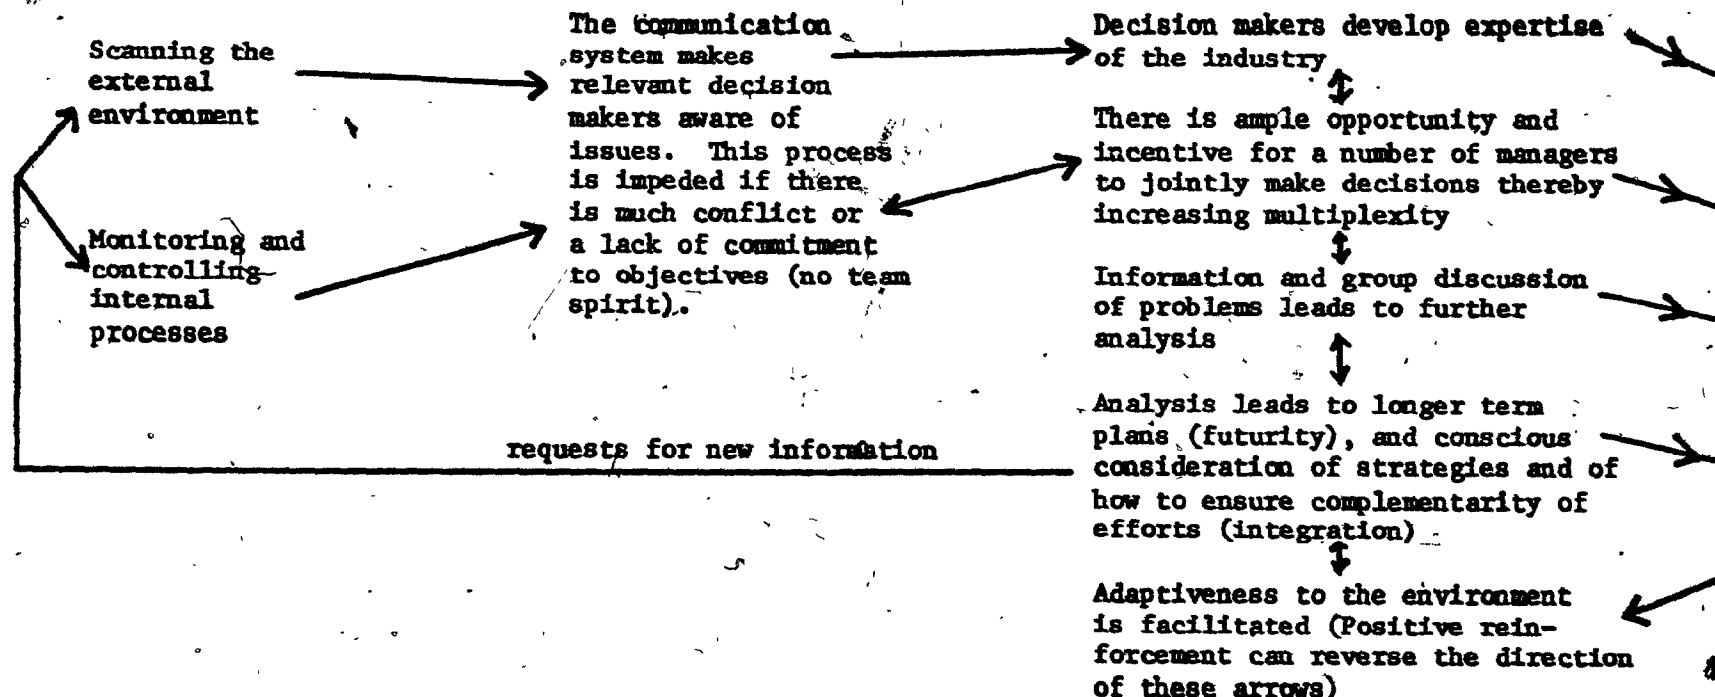 Scanning the
external
environment
Monitoring and
controlling
internal
processes
The communication
system makes
relevant decision
makers aware of
issues. This process
is impeded if there
is much conflict or
a lack of commitment
to objectives (no team
spirit).
requests for new information
Decision makers develop expertise
of the industry
There is ample opportunity and
incentive for a number of managers
to jointly make decisions thereby
increasing multiplexity
Information and group discussion
of problems leads to further
analysis
Analysis leads to longer term
plans (futurity), and conscious
consideration of strategies and of
how to ensure complementarity of
efforts (integration)
Adaptiveness to the environment
is facilitated (Positive rein-
forcement can reverse the direction
of these arrows)